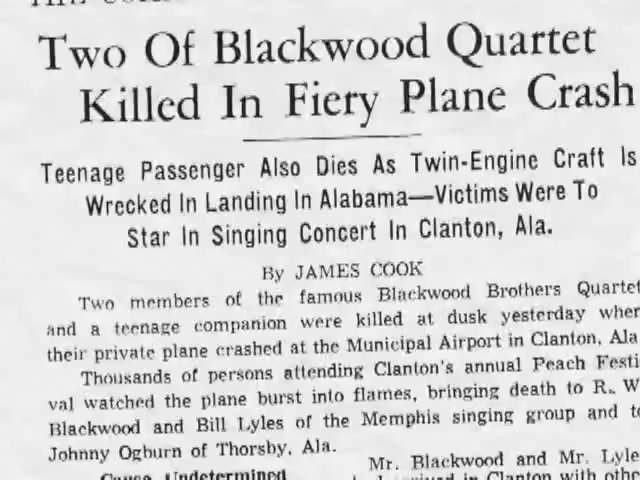 Two Of Blackwood Quartet
Killed In Fiery Plane Crash
Teenage Passenger Also Dies As Twin-Engine Craft Is
Wrecked In Landing In Alabama—Victims Were To
Star In Singing Concert In Clanton, Ala.
By JAMES COOK
Two members of the famous Blackwood Brothers Quartet
and a teenage companion were killed at dusk yesterday when
their private plane crashed at the Municipal Airport in Clanton, Ala
Thousands of persons attending Clanton's annual Peach Festi
val watched the plane burst into flames, bringing death to R. W.
Blackwood and Bill Lyles of the Memphis singing group and to
Johnny Ogburn of Thorsby, Ala.
Cause Undetermined
Mr. Blackwood and Mr. Lyle
in Clanton with othe